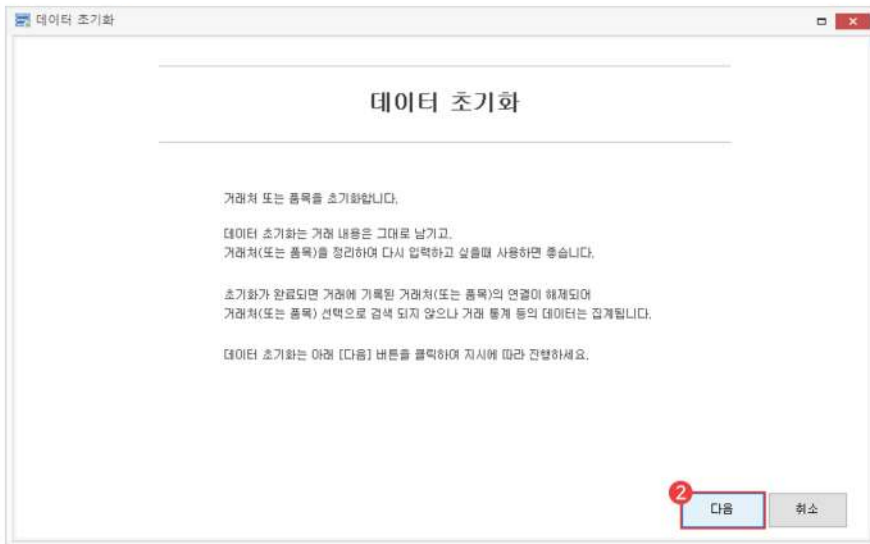 데이터 초기화
데이터 초기화
거래처 또는 품목을 초기화합니다.
데이터 초기화는 거래 내용은 그대로 남기고,
거래처(또는 품목)을 정리하여 다시 입력하고 싶을때 사용하면 좋습니다.
초기화가 완료되면 거래에 기록된 거래처(또는 품목)의 연결이 해제되어
거래처(또는 품목) 선택으로 검색 되지 않으나 거래 통계 등의 데이터는 집계됩니다.
데이터 초기화는 아래 [다음] 버튼을 클릭하여 지시에 따라 진행하세요.
2
다음 취소